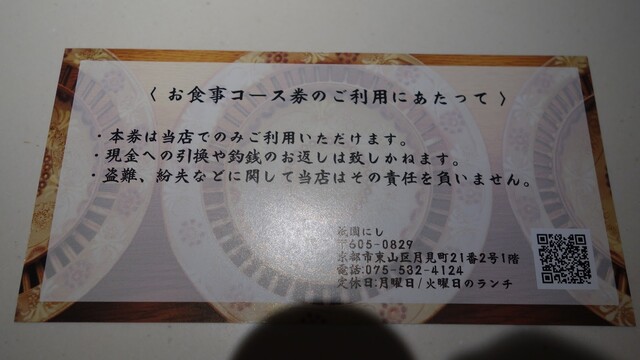 〈 お食事コース券のご利用にあたって 〉
・本券は当店でのみご利用いただけます。
・現金への引換や釣銭のお返しは致しかねます。
・盗難、紛失などに関して当店はその責任を負いません。
祇園にし
〒605-0829
京都市東山区月見町21番2号1階
電話:075-532-4124
定休日:月曜日/火曜日のランチ